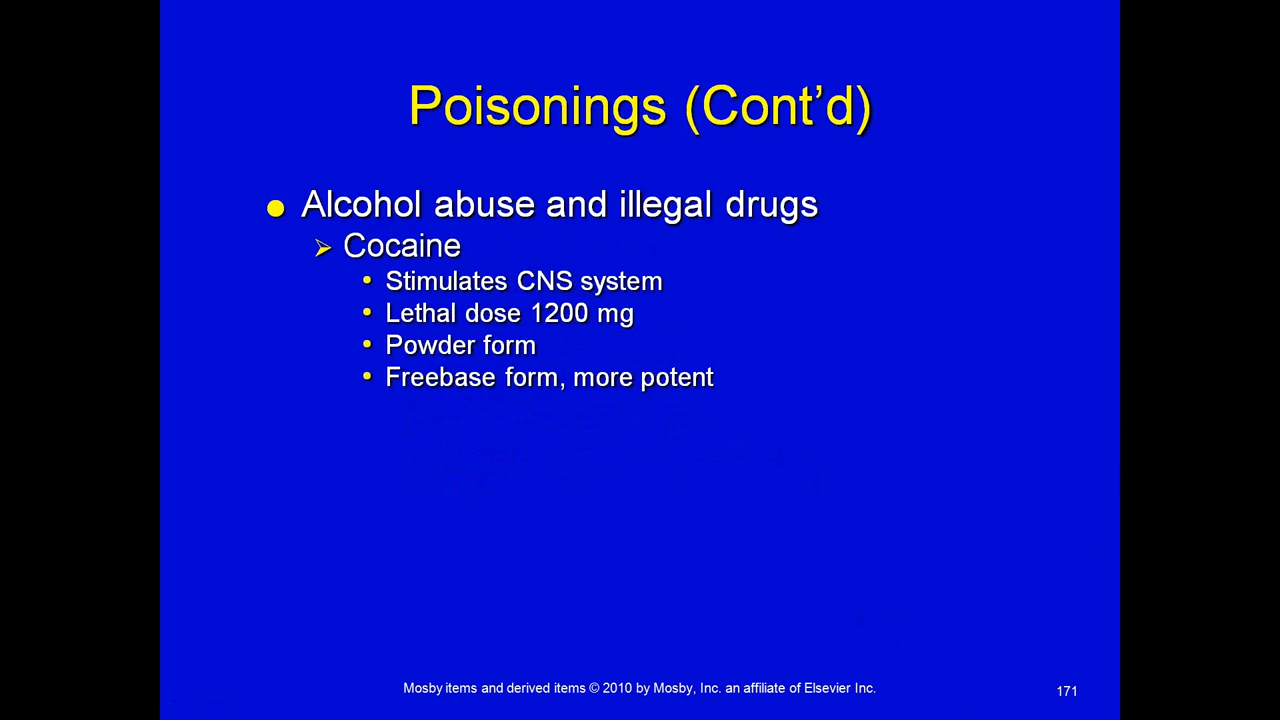 Poisonings (Cont’d)
Alcohol abuse and illegal drugs
Cocaine
Stimulates CNS system
Lethal dose 1200 mg
Powder form
Freebase form, more potent
Mosby items and derived items © 2010 by Mosby, Inc. an affiliate of Elsevier Inc.
171